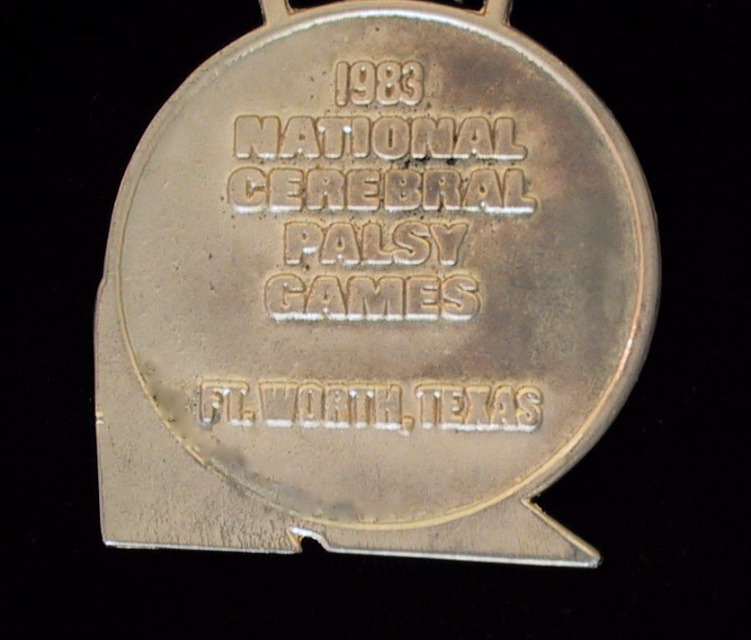 1983
NATIONAL
CEREBRAL
PALSY
GAMES
FT. WORTH, TEXAS